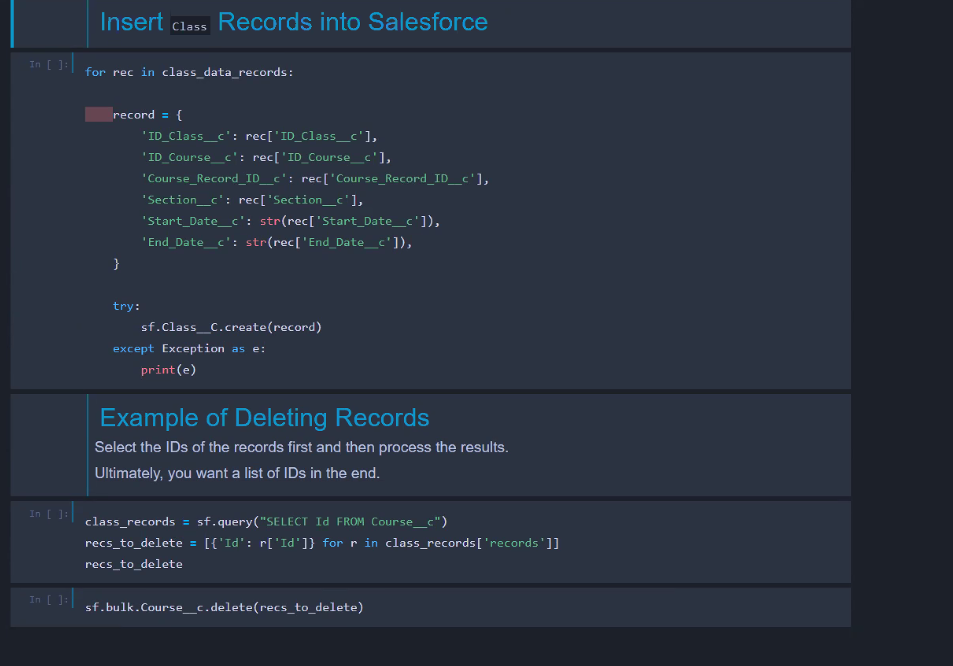 Insert Class Records into Salesforce
In [ ]:
for rec in class_data_records:
record = {
'ID_Class__c': rec['ID_Class__c'],
'ID_Course__c': rec['ID_Course__c'],
'Course_Record_ID__c': rec['Course_Record_ID__c'],
'Section__c': rec['Section__c'],
'Start_Date__c': str(rec['Start_Date__c']),
'End_Date__c': str(rec['End_Date__c']),
}
try:
sf.Class__C.create(record)
except Exception as e:
print(e)
Example of Deleting Records
Select the IDs of the records first and then process the results.
Ultimately, you want a list of IDs in the end.
In [ ]:
class_records = sf.query("SELECT Id FROM Course__c")
recs_to_delete = [{'Id': r['Id']} for r in class_records['records']]
recs_to_delete
In [ ]:
sf.bulk.Course__c.delete(recs_to_delete)